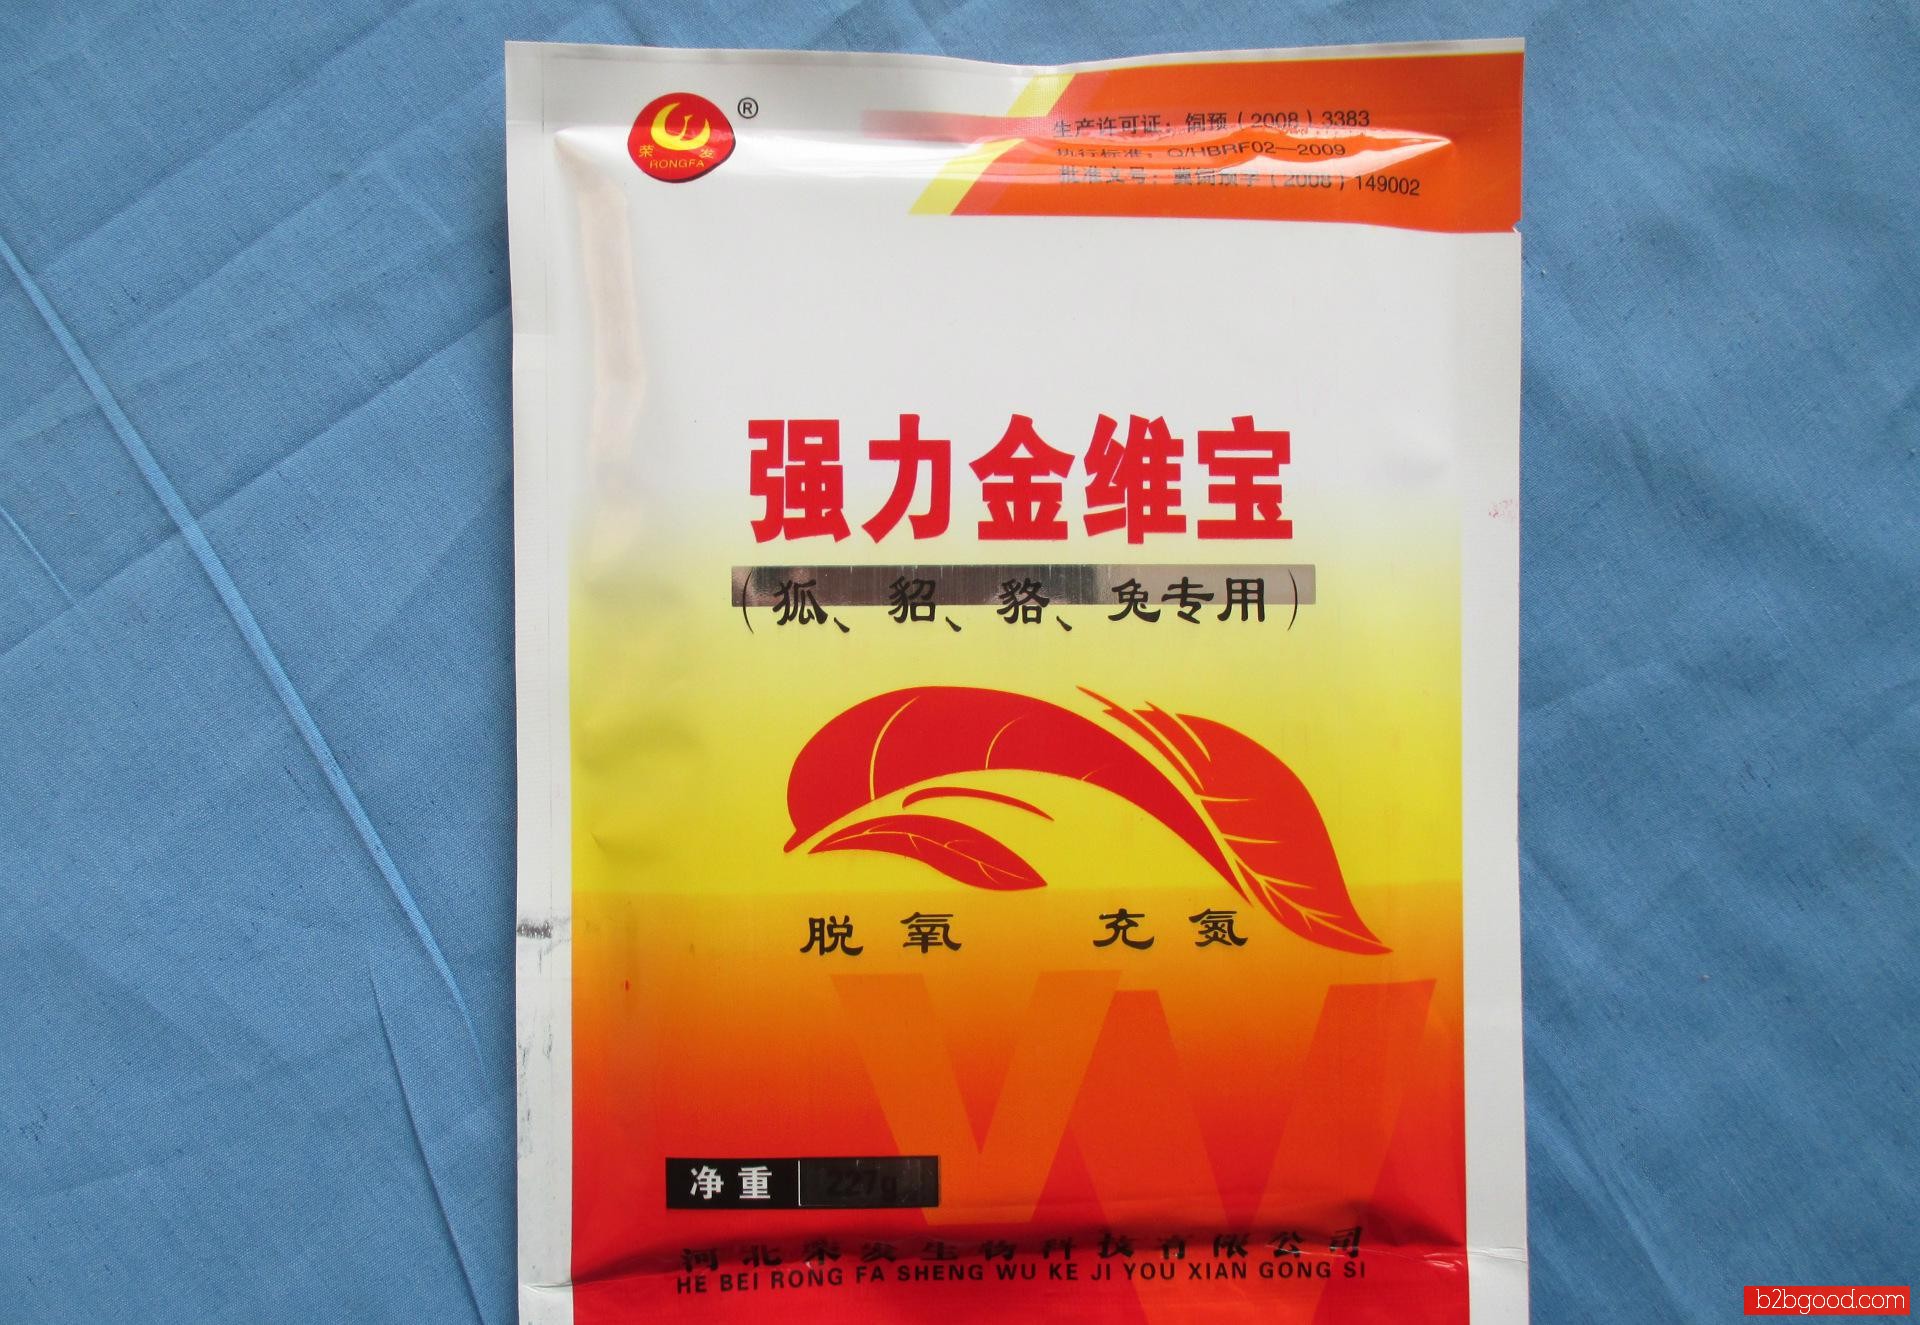 荣发
RONGFA
®
生产许可证：饲预（2008）3383
执行标准：Q/HBRF02—2009
批准文号：冀饲预字（2008）149002
强力金维宝
（狐、貂、貉、兔专用）
脱氧 充氮
净重 227g
河北荣发生物科技有限公司
HE BEI RONG FA SHENG WU KE JI YOU XIAN GONG SI
b2bgood.com